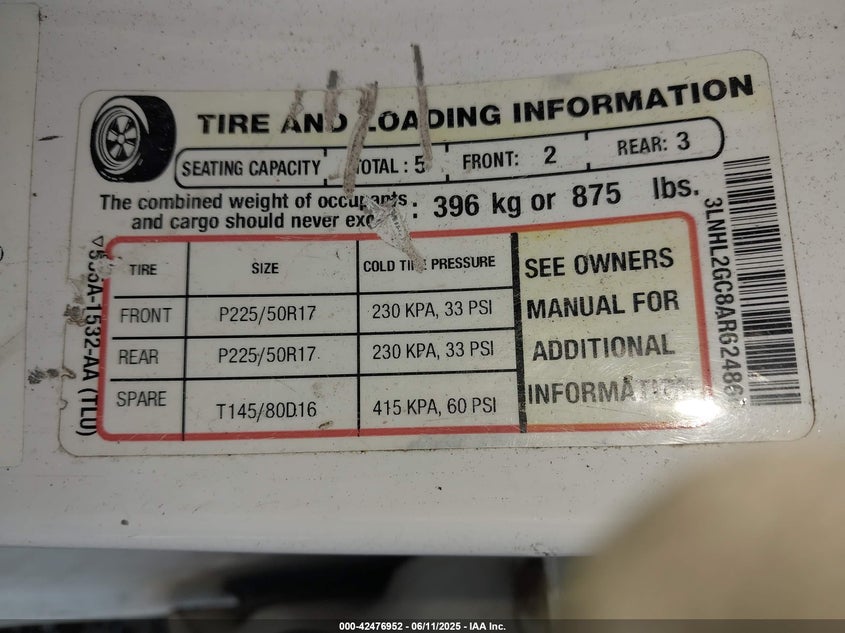 TIRE AND LOADING INFORMATION
SEATING CAPACITY TOTAL : 5 FRONT: 2 REAR: 3
The combined weight of occupants
and cargo should never exc : 396 kg or 875 lbs.
TIRE SIZE COLD TIRE PRESSURE
FRONT P225/50R17 230 KPA, 33 PSI
REAR P225/50R17 230 KPA, 33 PSI
SPARE T145/80D16 415 KPA, 60 PSI
SEE OWNERS
MANUAL FOR
ADDITIONAL
INFORMATION
3LNHL2GC8AR62486
-1532-AA (TLU)
000-42476952 - 06/11/2025 - IAA Inc.